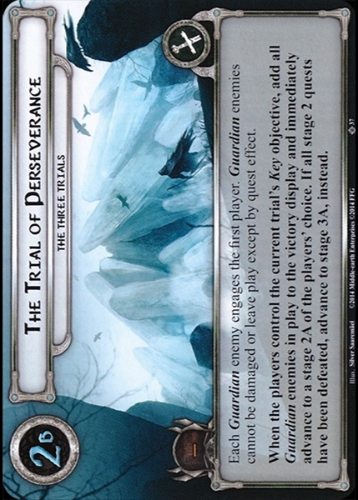 2B
THE TRIAL OF PERSEVERANCE
THE THREE TRIALS
–
Each Guardian enemy engages the first player. Guardian enemies
cannot be damaged or leave play except by quest effect.
When the players control the current trial's Key objective, add all
Guardian enemies in play to the victory display and immediately
advance to a stage 2A of the players' choice. If all stage 2 quests
have been defeated, advance to stage 3A, instead.
Illus. Silver Saaremäel ©2014 Middle-earth Enterprises ©2014 FFG 37